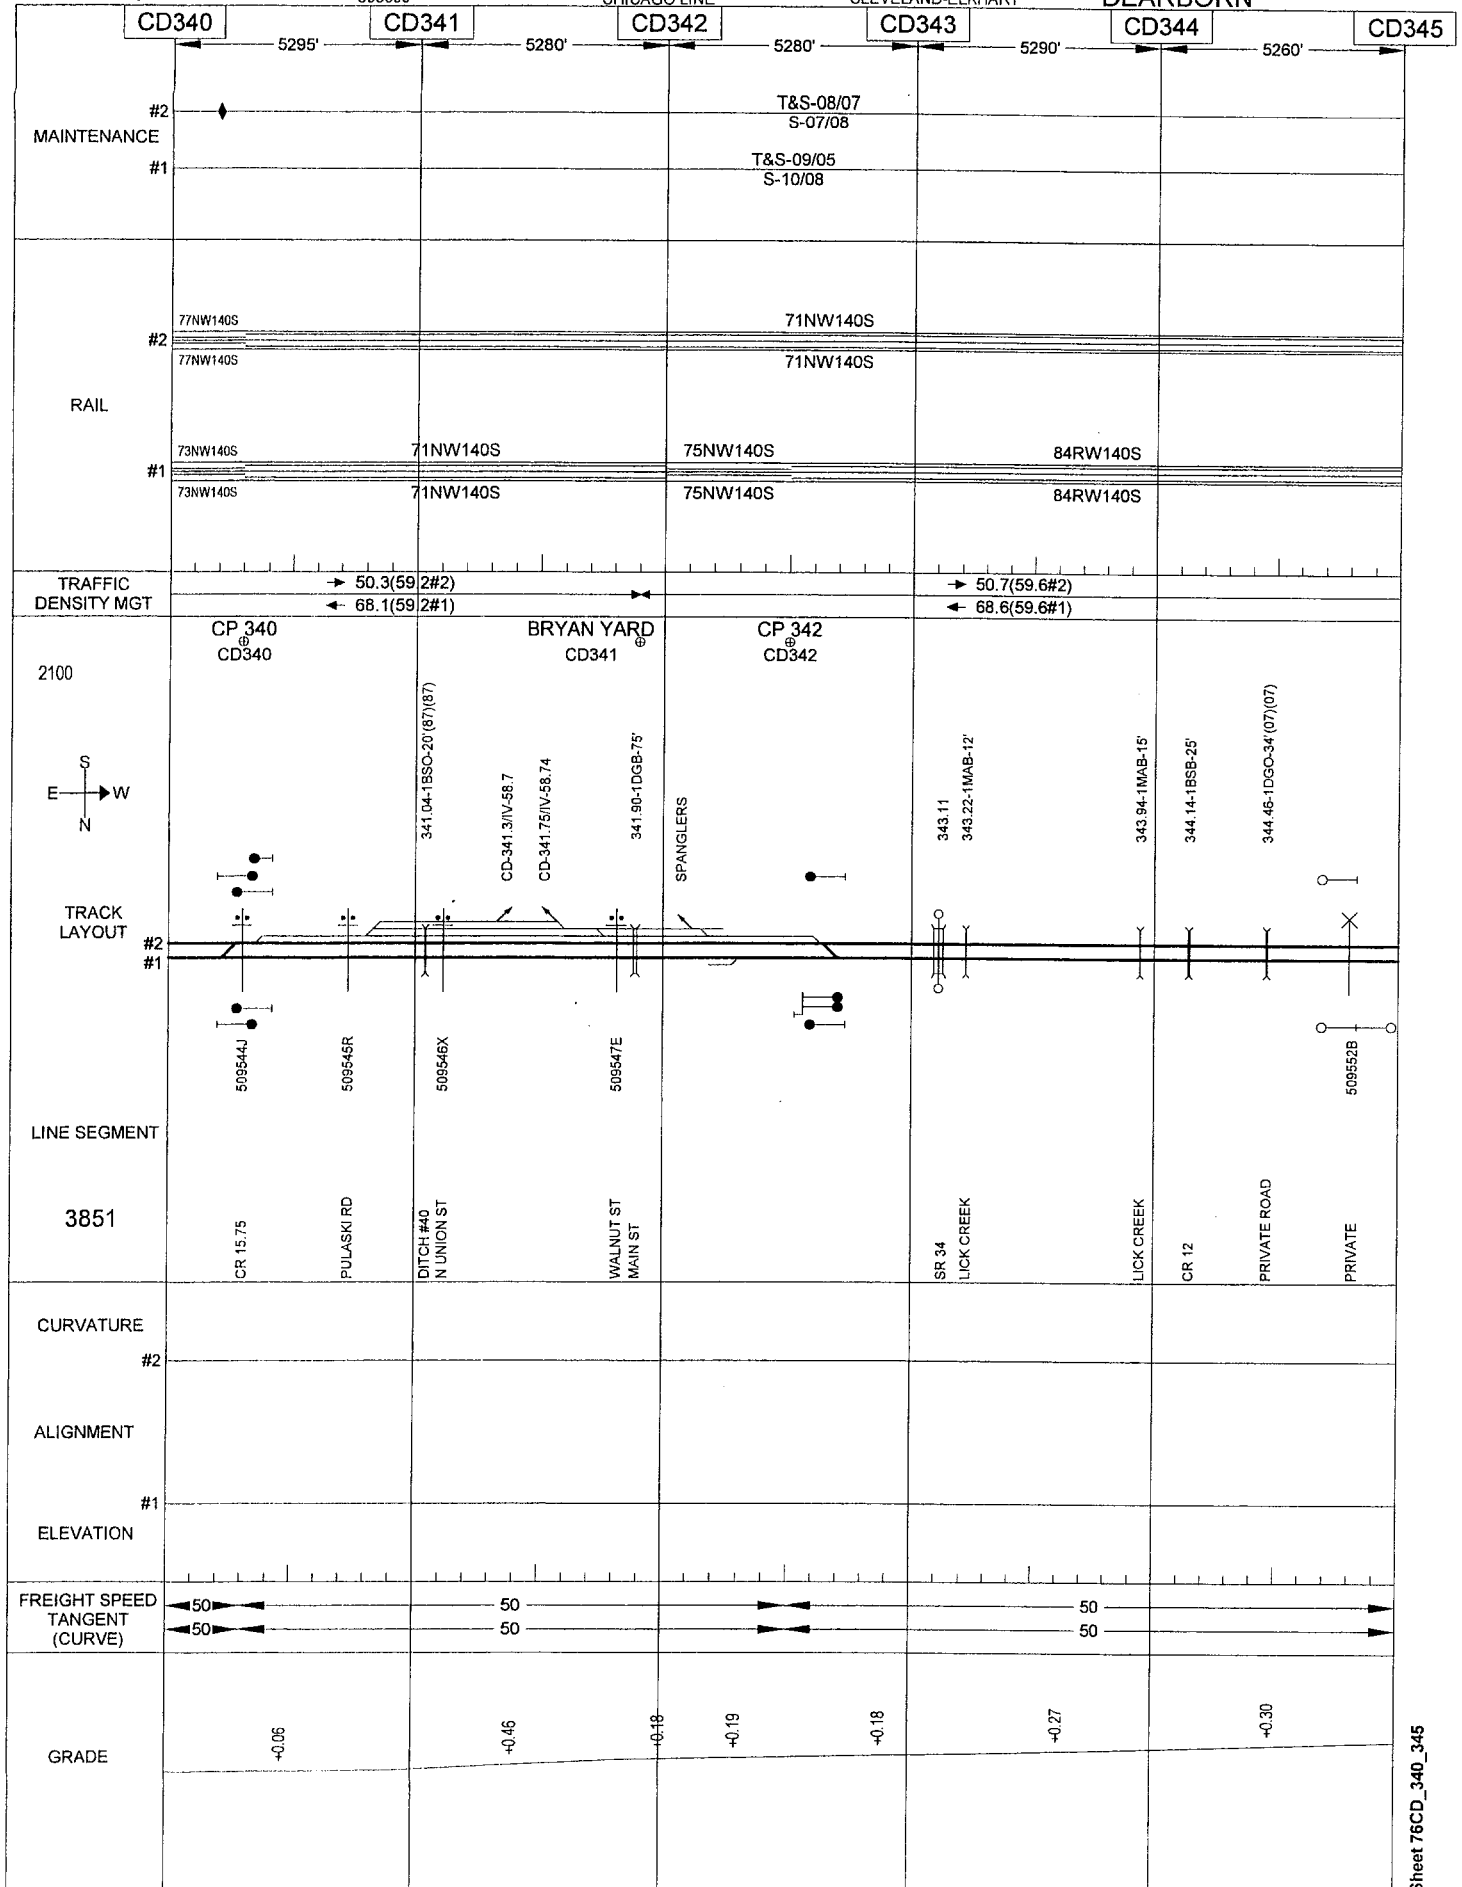 CHICAGO LINE
CLEVELAND-ELKHART
DEARBORN
CD340
CD341
CD342
CD343
CD344
CD345
5295'
5280'
5280'
5290'
5260'
MAINTENANCE
#2
T&S-08/07
S-07/08
#1
T&S-09/05
S-10/08
RAIL
77NW140S
71NW140S
#2
77NW140S
71NW140S
73NW140S
71NW140S
75NW140S
84RW140S
#1
73NW140S
71NW140S
75NW140S
84RW140S
TRAFFIC
DENSITY MGT
50.3(59.2#2)
50.7(59.6#2)
68.1(59.2#1)
68.6(59.6#1)
CP 340
CD340
BRYAN YARD
CD341
CP 342
CD342
2100
S
E
W
N
341.04-1BSO-20'(87)(87)
CD-341.3/IV-58.7
CD-341.75/IV-58.74
341.90-1DGB-75'
SPANGLERS
343.11
343.22-1MAB-12'
343.94-1MAB-15'
344.14-1BSB-25'
344.46-1DGO-34'(07)(07)
TRACK
LAYOUT
#2
#1
509544J
509545R
509546X
509547E
509552B
LINE SEGMENT
3851
CR 15.75
PULASKI RD
DITCH #40
N UNION ST
WALNUT ST
MAIN ST
SR 34
LICK CREEK
LICK CREEK
CR 12
PRIVATE ROAD
PRIVATE
CURVATURE
#2
ALIGNMENT
#1
ELEVATION
FREIGHT SPEED
TANGENT
(CURVE)
50
50
50
50
50
50
GRADE
+0.06
+0.46
+0.18
+0.19
+0.18
+0.27
+0.30
Sheet 76CD_340_345